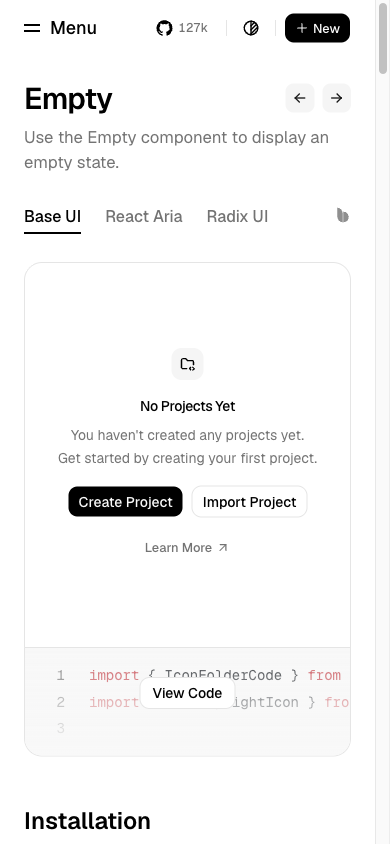 Menu
127k
New
Empty
Use the Empty component to display an
empty state.
Base UI
React Aria
Radix UI
No Projects Yet
You haven't created any projects yet.
Get started by creating your first project.
Create Project
Import Project
Learn More
1 import { IconFolderCode } from
2 import ightIcon } fro
View Code
3
Installation